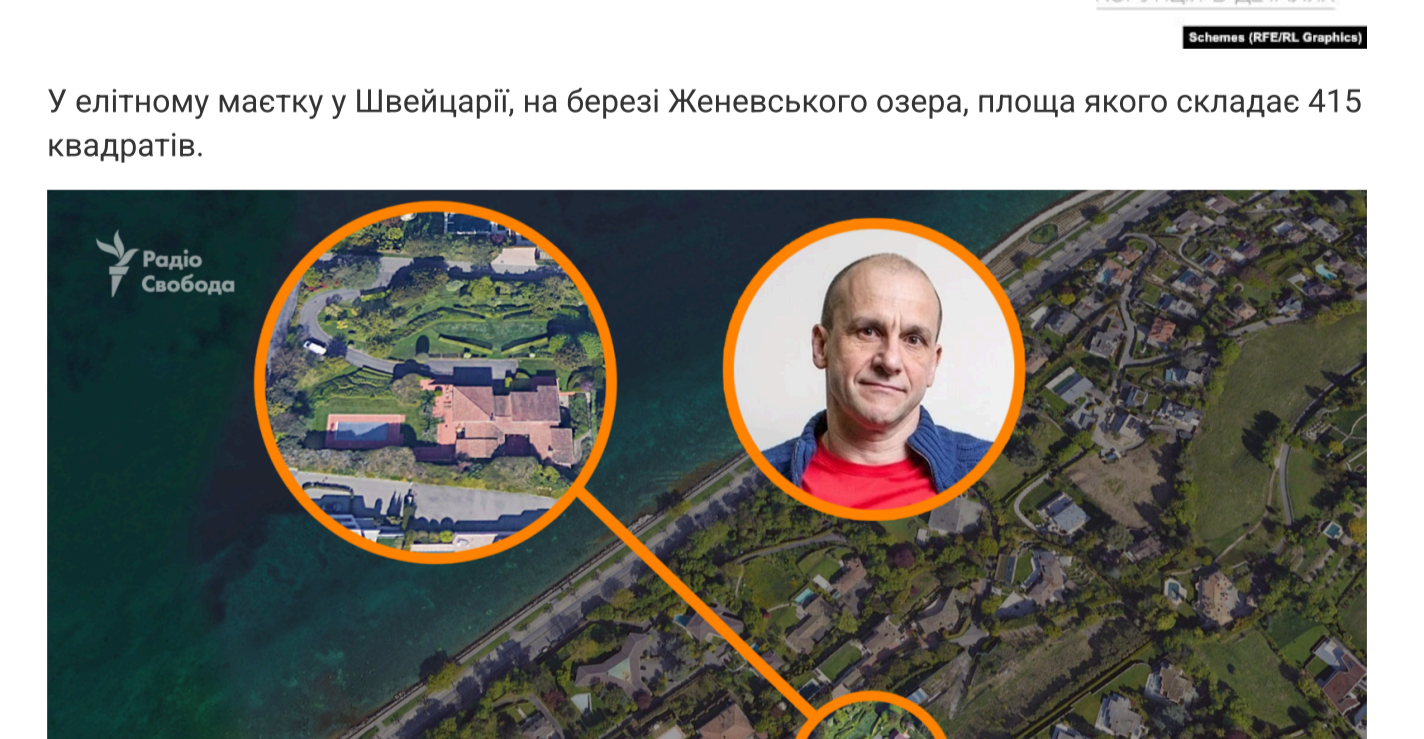 Schemes (RFE/RL Graphics)
У елітному маєтку у Швейцарії, на березі Женевського озера, площа якого складає 415
квадратів.
Радіо
Свобода